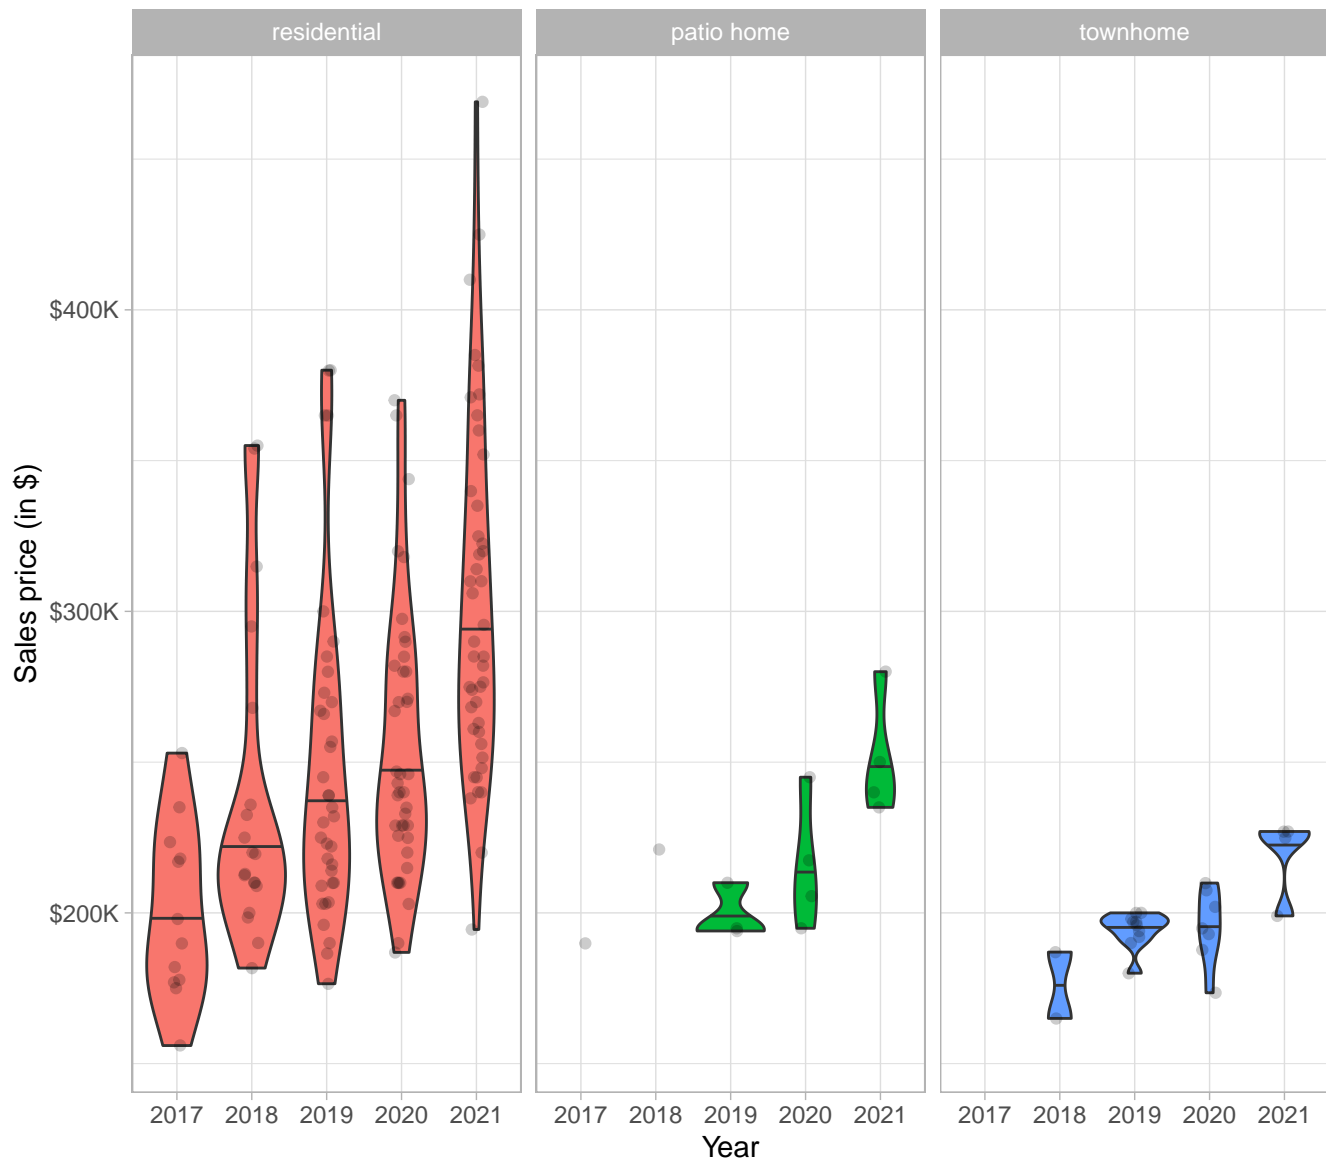 residential patio home townhome
$400K
$300K
$200K
Sales price (in $)
2017 2018 2019 2020 2021 2017 2018 2019 2020 2021 2017 2018 2019 2020 2021
Year